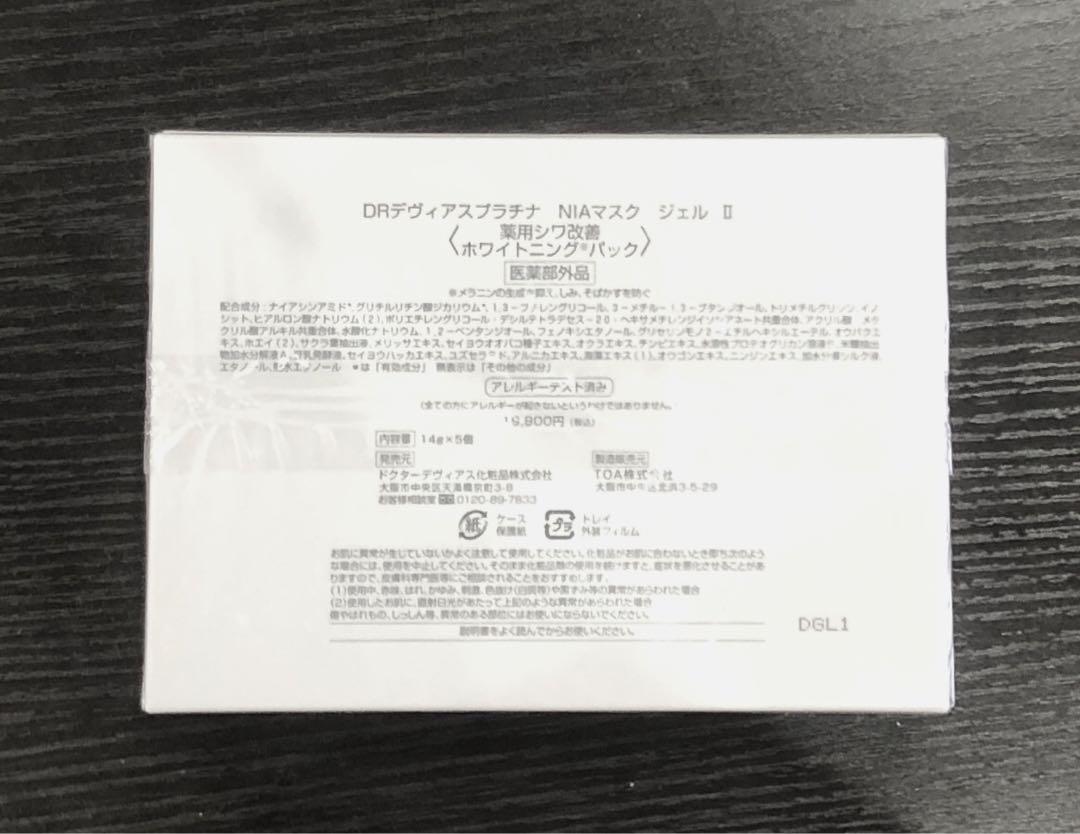 DRデヴィアスプラチナ NIAマスク ジェル Ⅱ
〈薬用シワ改善
ホワイトニング※パック〉
医薬部外品
※メラニンの生成を抑え、しみ、そばかすを防ぐ
配合成分:ナイアシンアミド*,グリチルリチン酸ジカリウム*,1,3-ブチレングリコール,3-メチル-1,3-ブタンジオール,トリメチルグリシン,イノ
シット,ヒアルロン酸ナトリウム(2),ポリエチレングリコール・デシルテトラデセス-20・ヘキサメチレンジイソシアネート共重合体,アクリル酸・メタ
クリル酸アルキル共重合体,水酸化ナトリウム,1,2-ペンタンジオール,フェノキシエタノール,グリセリンモノ2-エチルヘキシルエーテル,オウバクエ
キス,ホエイ(2),サクラ葉抽出液,メリッサエキス,セイヨウオオバコ種子エキス,オクラエキス,チンピエキス,水溶性プロテオグリカン溶液,米糠抽出
物加水分解液A,豆乳発酵液,セイヨウハッカエキス,ユズセラミド,アルニカエキス,海藻エキス(1),オウゴンエキス,ニンジンエキス,加水分解シルク液,
エタノール,無水エタノール *は「有効成分」 無表示は「その他の成分」
アレルギーテスト済み
(全ての方にアレルギーが起きないというわけではありません。
800円(税込)
内容量 14g×5個
発売元
ドクターデヴィアス化粧品株式会社
大阪市中央区天満橋京町3-8
お客様相談室 0120-89-7833
製造販売元
TOA株式会社
大阪市中央区北浜3-5-29
紙 ケース
保護紙
プラ トレイ
外装フィルム
お肌に異常が生じていないかよく注意して使用してください。化粧品がお肌に合わないとき即ち次のよう
な場合には、使用を中止してください。そのまま化粧品類の使用を続けますと、症状を悪化させることがあ
りますので、皮膚科専門医等にご相談されることをおすすめします。
(1)使用中、赤味、はれ、かゆみ、刺激、色抜け(白斑等)や黒ずみ等の異常があらわれた場合
(2)使用したお肌に、直射日光があたって上記のような異常があらわれた場合
傷やはれもの、しっしん等、異常のある部位にはお使いにならないでください。
説明書をよく読んでからお使いください。
DGL1